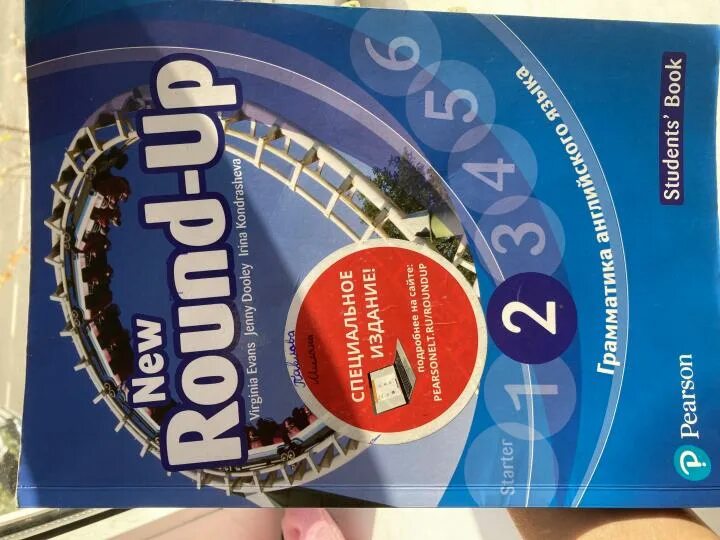 New
Round-Up
Virginia Evans Jenny Dooley Irina Kondrasheva
СПЕЦИАЛЬНОЕ
ИЗДАНИЕ!
подробнее на сайте:
PEARSONELT.RU/ROUNDUP
Starter 1 2 3 4 5 6
Грамматика английского языка
Pearson
Students' Book